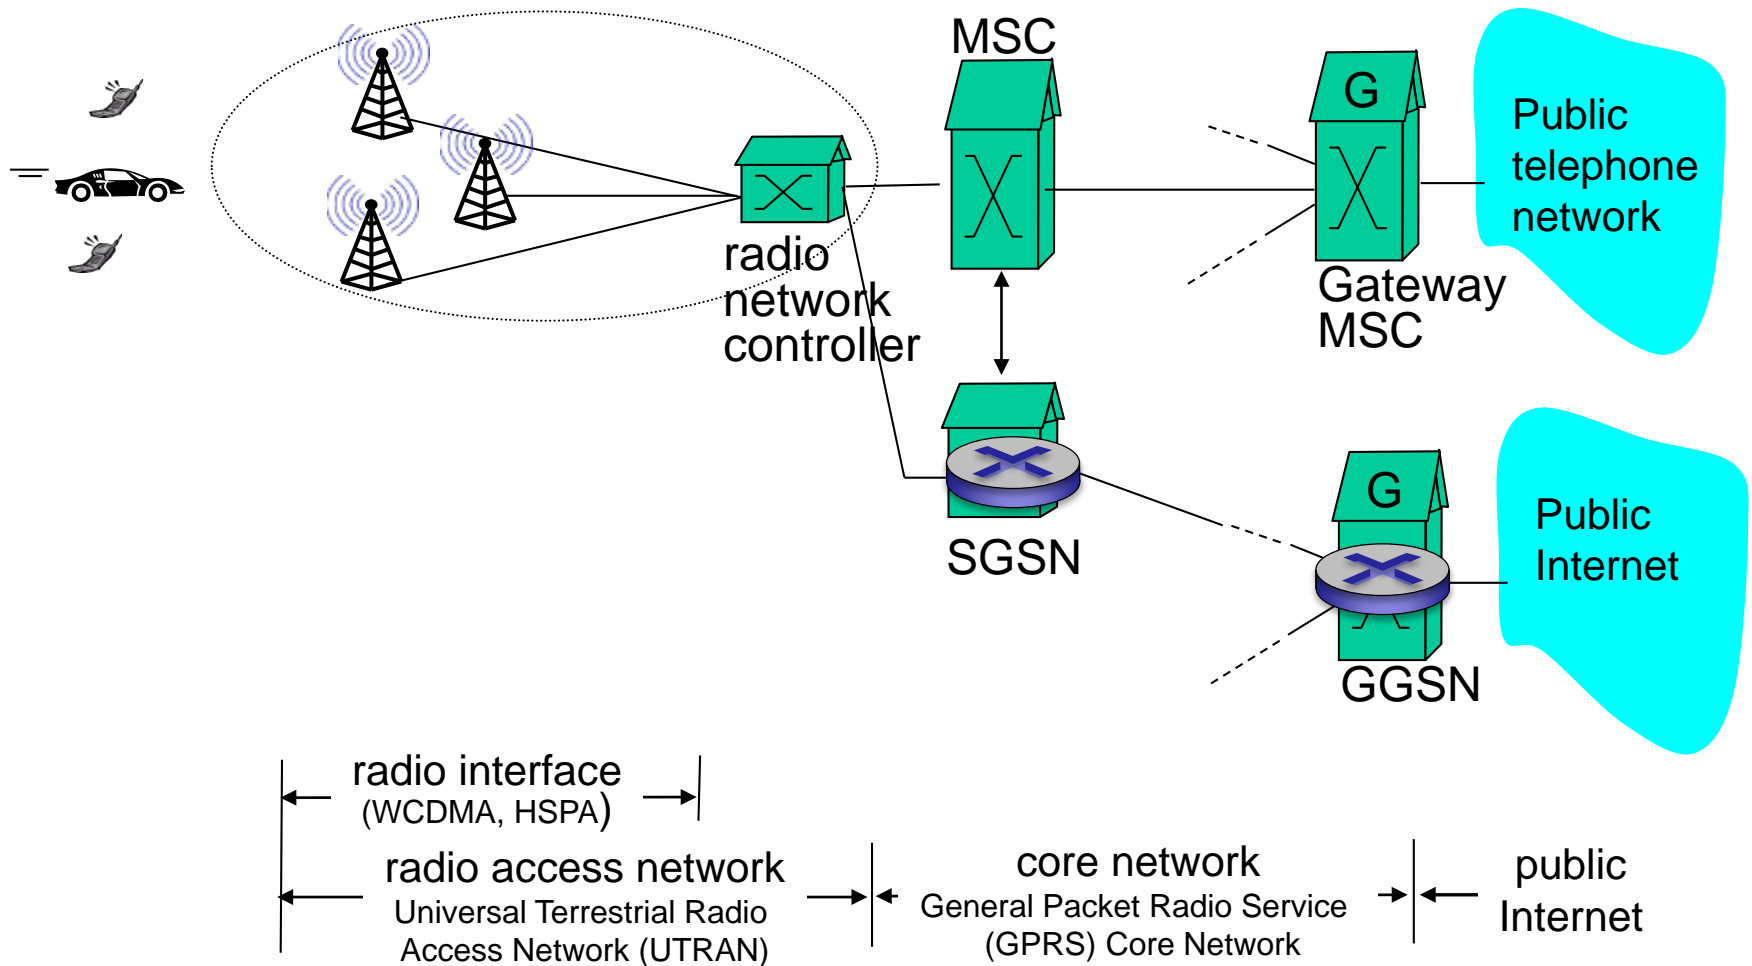 MSC
G
Public
telephone
network
radio
network
controller
Gateway
MSC
G
Public
Internet
SGSN
GGSN
radio interface
(WCDMA, HSPA)
radio access network
Universal Terrestrial Radio
Access Network (UTRAN)
core network
General Packet Radio Service
(GPRS) Core Network
public
Internet